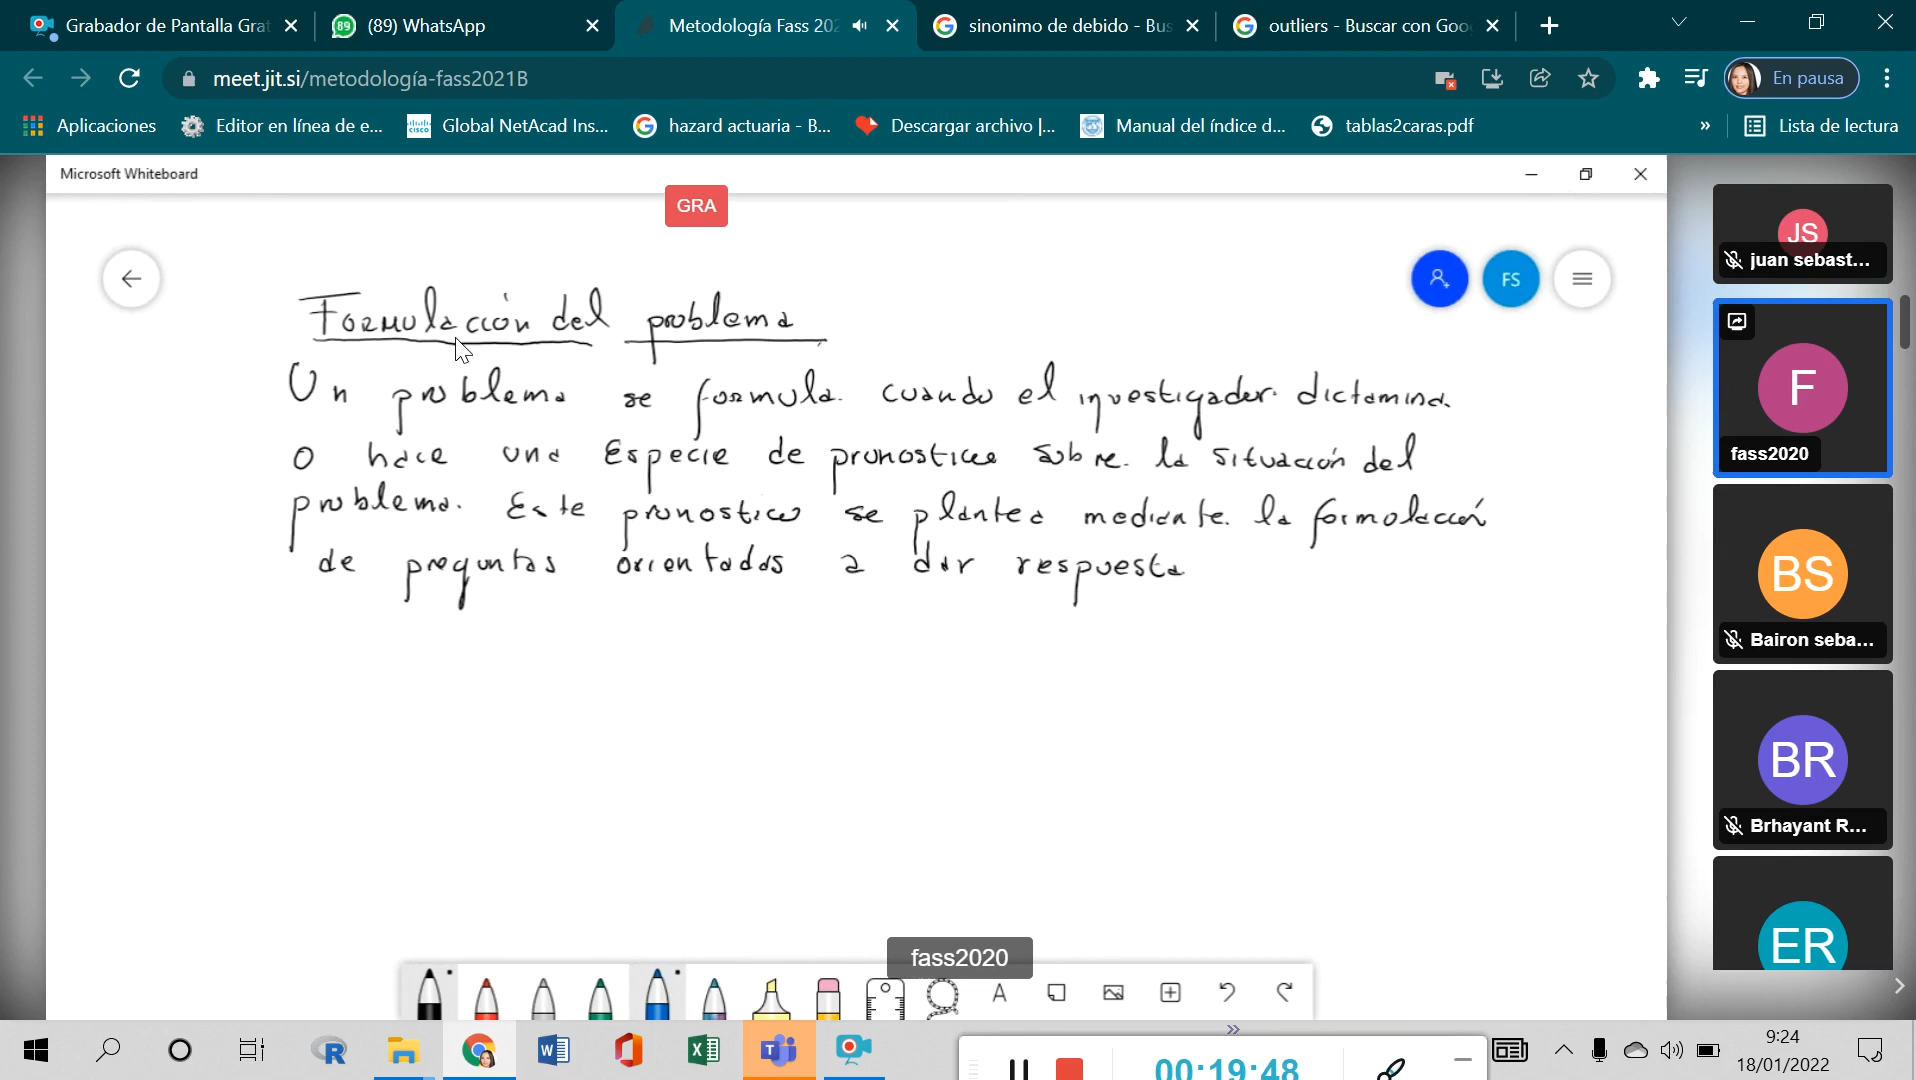 Grabador de Pantalla Grat
(89) WhatsApp
Metodología Fass 202
sinonimo de debido - Bus
outliers - Buscar con Goog
meet.jit.si/metodología-fass2021B
En pausa
Aplicaciones
Editor en línea de e...
Global NetAcad Ins...
hazard actuaria - B...
Descargar archivo |...
Manual del índice d...
tablas2caras.pdf
»
Lista de lectura
Microsoft Whiteboard
GRA
FS
Formulación del problema
Un problema se formula cuando el investigador dictamina
o hace una Especie de pronostico sobre la situación del
problema. Este pronostico se plantea mediante la formolación
de preguntas orientadas a dar respuesta
JS
juan sebast...
F
fass2020
BS
Bairon seba...
BR
Brhayant R...
ER
fass2020
00:19:48
9:24
18/01/2022